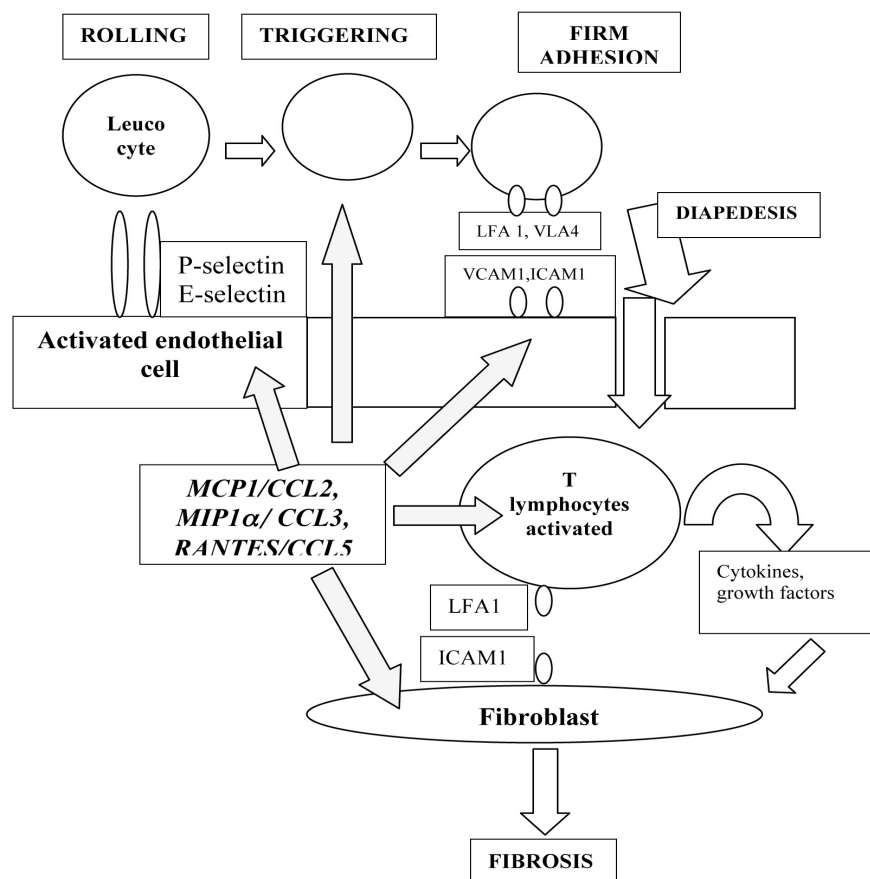 ROLLING
TRIGGERING
FIRM
ADHESION
Leuco
cyte
DIAPEDESIS
LFA 1, VLA4
P-selectin
E-selectin
VCAM1,ICAM1
Activated endothelial
cell
MCP1/CCL2,
MIP1α/ CCL3,
RANTES/CCL5
T
lymphocytes
activated
Cytokines,
growth factors
LFA1
ICAM1
Fibroblast
FIBROSIS